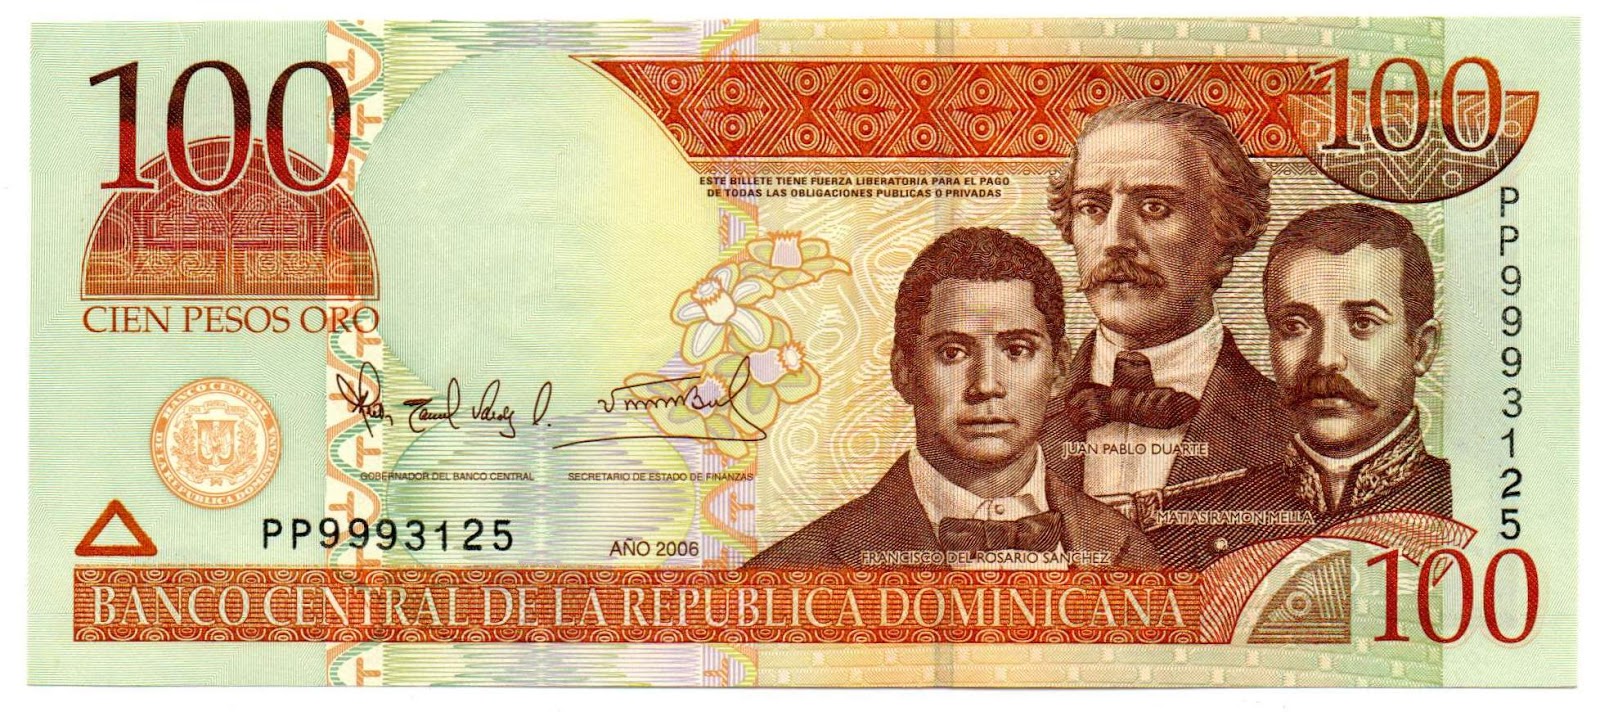 100
CIEN PESOS ORO
ESTE BILLETE TIENE FUERZA LIBERATORIA PARA EL PAGO
DE TODAS LAS OBLIGACIONES PUBLICAS O PRIVADAS
100
PP9993125
BANCO CENTRAL
DE LA REPUBLICA DOMINICANA
GOBERNADOR DEL BANCO CENTRAL
SECRETARIO DE ESTADO DE FINANZAS
JUAN PABLO DUARTE
MATIAS RAMON MELLA
FRANCISCO DEL ROSARIO SANCHEZ
PP9993125
AÑO 2006
BANCO CENTRAL DE LA REPUBLICA DOMINICANA
100